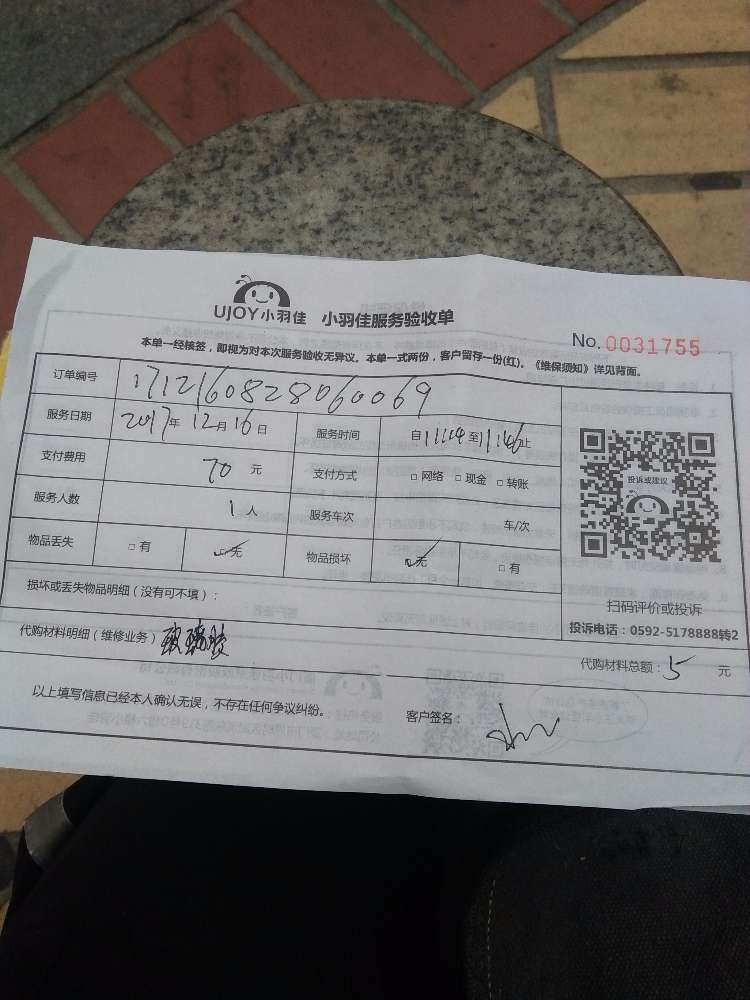 UJOY小羽佳 小羽佳服务验收单
No. 0031755
本单一经核签，即视为对本次服务验收无异议。本单一式两份，客户留存一份(红)。《维保须知》详见背面。
订单编号 1712160828060069
服务日期 2017年12月16日 服务时间 自11:14至11:46止
支付费用 70元 支付方式 □网络 □现金 □转账
服务人数 1人 服务车次 车/次
物品丢失 □有 ☑无 物品损坏 ☑无 □有
投诉或建议
扫码评价或投诉
投诉电话：0592-5178888转2
损坏或丢失物品明细（没有可不填）：
代购材料明细（维修业务） 玻璃胶
代购材料总额：5 元
以上填写信息已经本人确认无误，不存在任何争议纠纷。 客户签名：